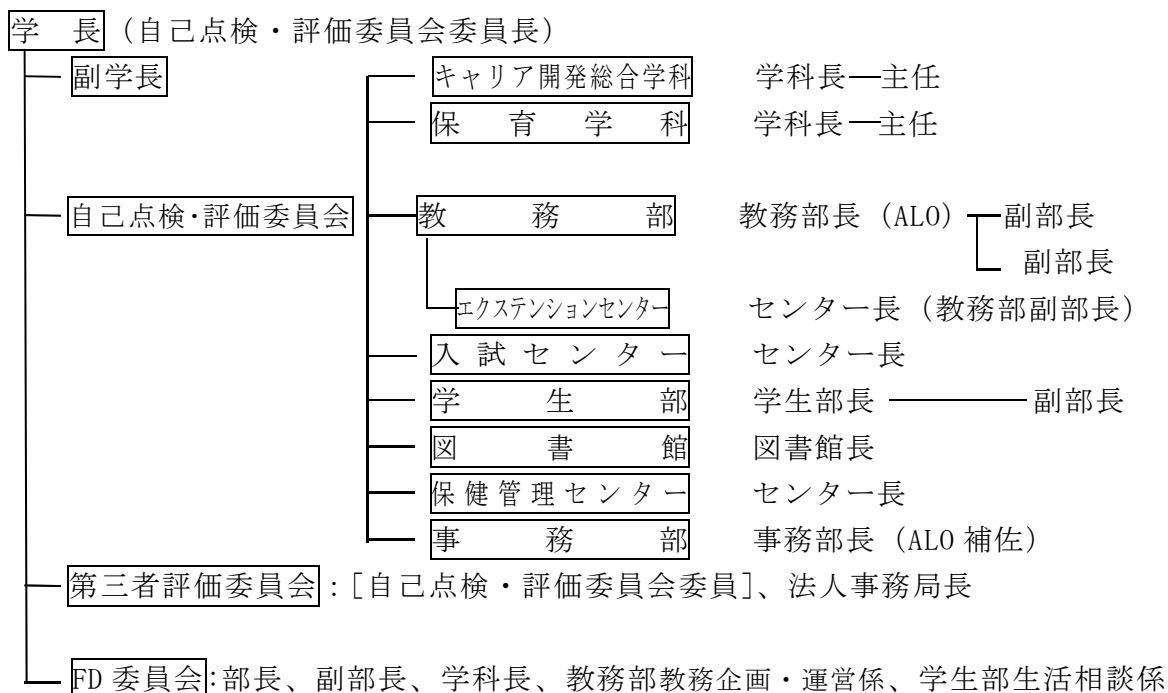 学 長（自己点検・評価委員会委員長）
副学長 キャリア開発総合学科 学科長―主任
保育学科 学科長―主任
自己点検・評価委員会 教務部 教務部長（ALO） 副部長
副部長
エクステンションセンター センター長（教務部副部長）
入試センター センター長
学生部 学生部長 副部長
図書館 図書館長
保健管理センター センター長
事務部 事務部長（ALO 補佐）
第三者評価委員会：[自己点検・評価委員会委員]、法人事務局長
FD 委員会：部長、副部長、学科長、教務部教務企画・運営係、学生部生活相談係